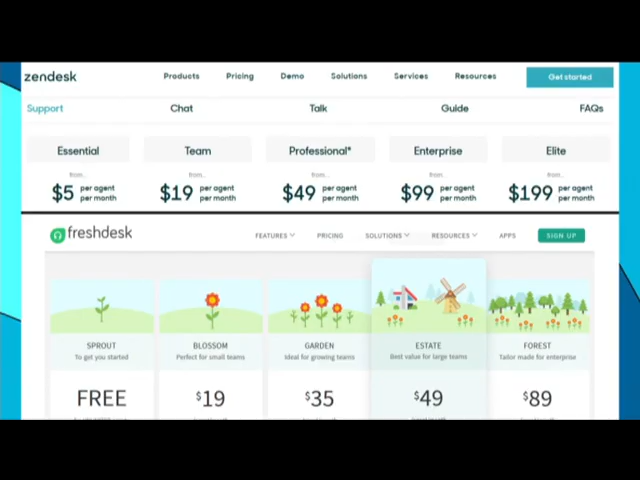 zendesk Products Pricing Demo Solutions Services Resources Get started
Support Chat Talk Guide FAQs
Essential Team Professional* Enterprise Elite
from... from... from... from... from...
$5 per agent per month $19 per agent per month $49 per agent per month $99 per agent per month $199 per agent per month
freshdesk FEATURES PRICING SOLUTIONS RESOURCES APPS SIGN UP
SPROUT BLOSSOM GARDEN ESTATE FOREST
To get you started Perfect for small teams Ideal for growing teams Best value for large teams Tailor made for enterprise
FREE $19 $35 $49 $89